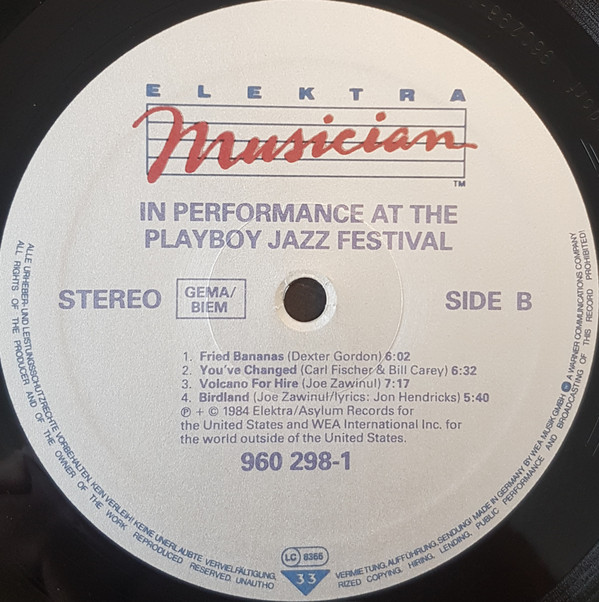 ELEKTRA
Musician
TM
IN PERFORMANCE AT THE
PLAYBOY JAZZ FESTIVAL
STEREO
GEMA/
BIEM
SIDE B
1. Fried Bananas (Dexter Gordon) 6:02
2. You've Changed (Carl Fischer & Bill Carey) 6:32
3. Volcano For Hire (Joe Zawinul) 7:17
4. Birdland (Joe Zawinul/lyrics: Jon Hendricks) 5:40
℗ + © 1984 Elektra/Asylum Records for
the United States and WEA International Inc. for
the world outside of the United States.
960 298-1
LC 8366
33
ALLE URHEBER- UND LEISTUNGSSCHUTZRECHTE VORBEHALTEN. KEIN VERLEIH! KEINE UNERLAUBTE VERVIELFÄLTIGUNG, VERMIETUNG, AUFFÜHRUNG, SENDUNG! MADE IN GERMANY BY WEA MUSIK GMBH A WARNER COMMUNICATIONS COMPANY
ALL RIGHTS OF THE PRODUCER AND OF THE OWNER OF THE WORK REPRODUCED RESERVED. UNAUTHORIZED COPYING, HIRING, LENDING, PUBLIC PERFORMANCE AND BROADCASTING OF THIS RECORD PROHIBITED!